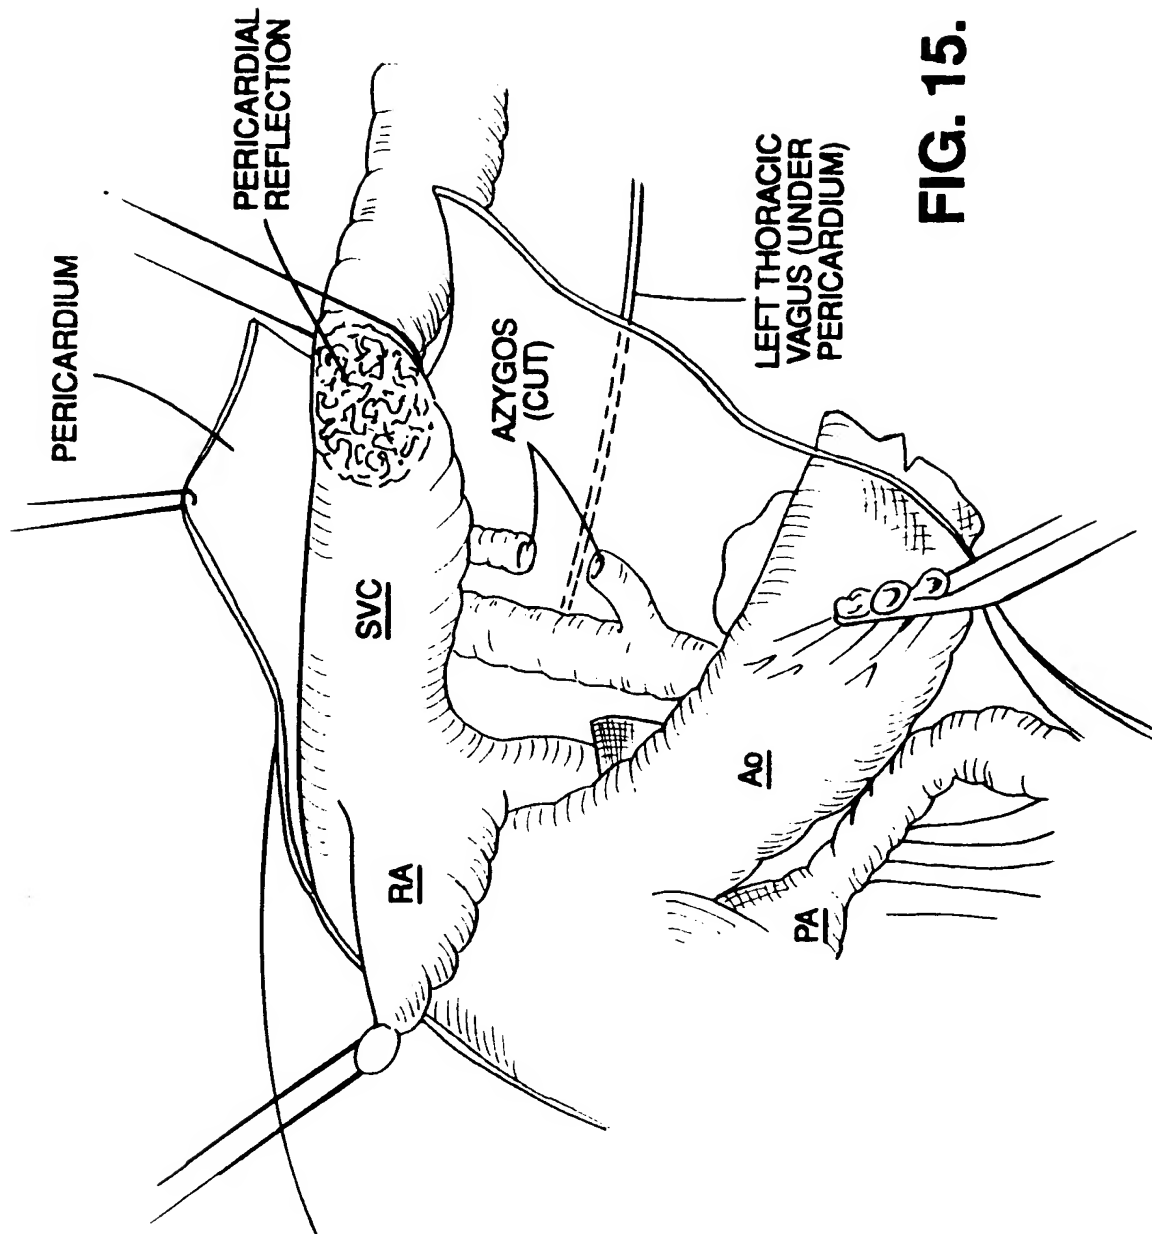 PERICARDIUM
PERICARDIAL
REFLECTION
SVC
AZYGOS
(CUT)
RA
LEFT THORACIC
VAGUS (UNDER
PERICARDIUM)
Ao
PA
FIG. 15.